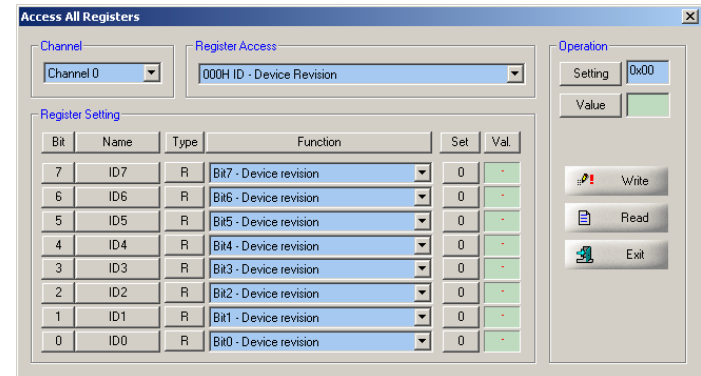 Access All Registers
Channel
Channel 0
Register Access
000H ID - Device Revision
Operation
Setting 0x00
Value
Register Setting
Bit Name Type Function Set Val.
7 ID7 R Bit7 - Device revision 0 -
6 ID6 R Bit6 - Device revision 0 -
5 ID5 R Bit5 - Device revision 0 -
4 ID4 R Bit4 - Device revision 0 -
3 ID3 R Bit3 - Device revision 0 -
2 ID2 R Bit2 - Device revision 0 -
1 ID1 R Bit1 - Device revision 0 -
0 ID0 R Bit0 - Device revision 0 -
Write
Read
Exit